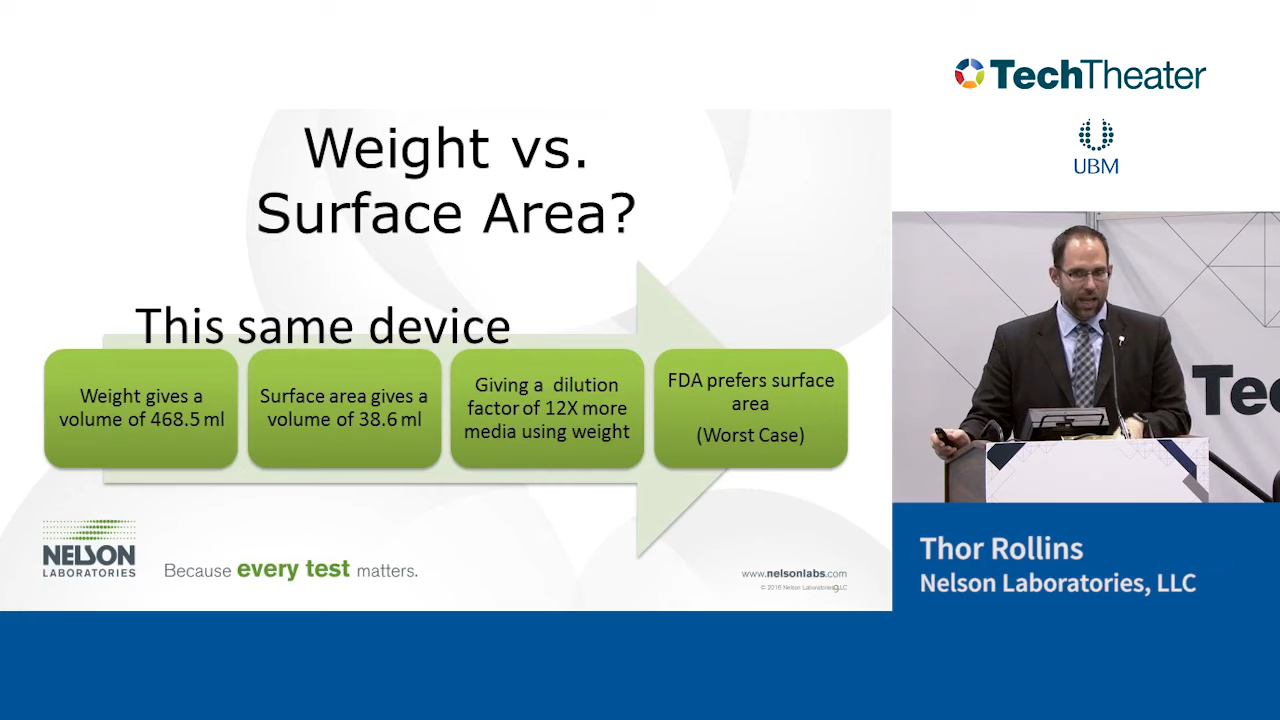 TechTheater
UBM
Weight vs.
Surface Area?
This same device
Weight gives a
volume of 468.5 ml
Surface area gives a
volume of 38.6 ml
Giving a dilution
factor of 12X more
media using weight
FDA prefers surface
area
(Worst Case)
NELSON
LABORATORIES
Because every test matters.
www.nelsonlabs.com
© 2016 Nelson Laboratories, LLC
9
Te
Thor Rollins
Nelson Laboratories, LLC